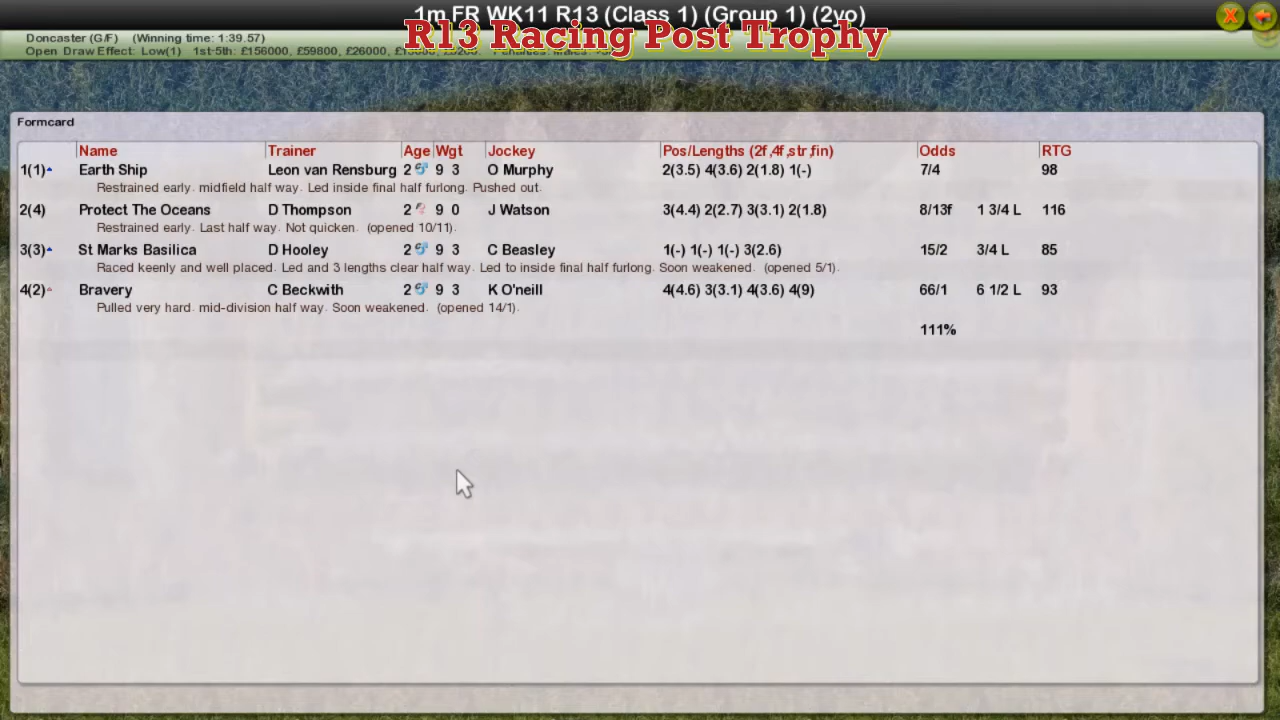 1m FR WK11 R13 (Class 1) (Group 1) (2yo)
R13 Racing Post Trophy
Doncaster (G/F) (Winning time: 1:39.57)
Open Draw Effect: Low(1) 1st-5th: £156000, £59800, £26000,
Formcard
Name Trainer Age Wgt Jockey Pos/Lengths (2f,4f,str,fin) Odds RTG
1(1) Earth Ship Leon van Rensburg 2 9 3 O Murphy 2(3.5) 4(3.6) 2(1.8) 1(-) 7/4 98
Restrained early. midfield half way. Led inside final half furlong. Pushed out.
2(4) Protect The Oceans D Thompson 2 9 0 J Watson 3(4.4) 2(2.7) 3(3.1) 2(1.8) 8/13f 1 3/4 L 116
Restrained early. Last half way. Not quicken. (opened 10/11).
3(3) St Marks Basilica D Hooley 2 9 3 C Beasley 1(-) 1(-) 1(-) 3(2.6) 15/2 3/4 L 85
Raced keenly and well placed. Led and 3 lengths clear half way. Led to inside final half furlong. Soon weakened. (opened 5/1).
4(2) Bravery C Beckwith 2 9 3 K O'neill 4(4.6) 3(3.1) 4(3.6) 4(9) 66/1 6 1/2 L 93
Pulled very hard. mid-division half way. Soon weakened. (opened 14/1).
111%